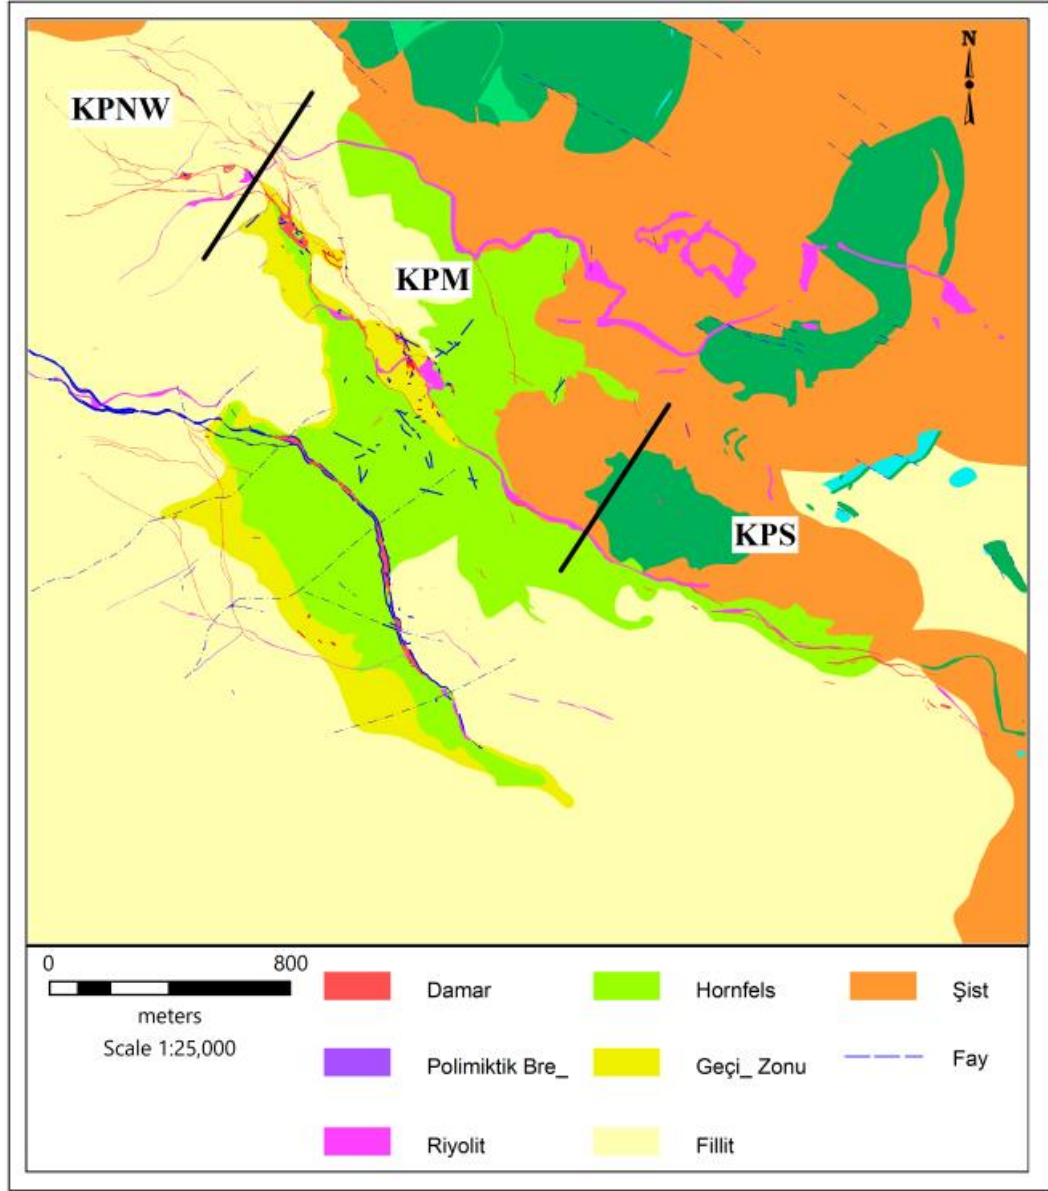 N
KPNW
KPM
KPS
0 800
meters
Scale 1:25,000
Damar
Hornfels
Şist
Polimiktik Bre_
Geçi_ Zonu
Fay
Riyolit
Fillit